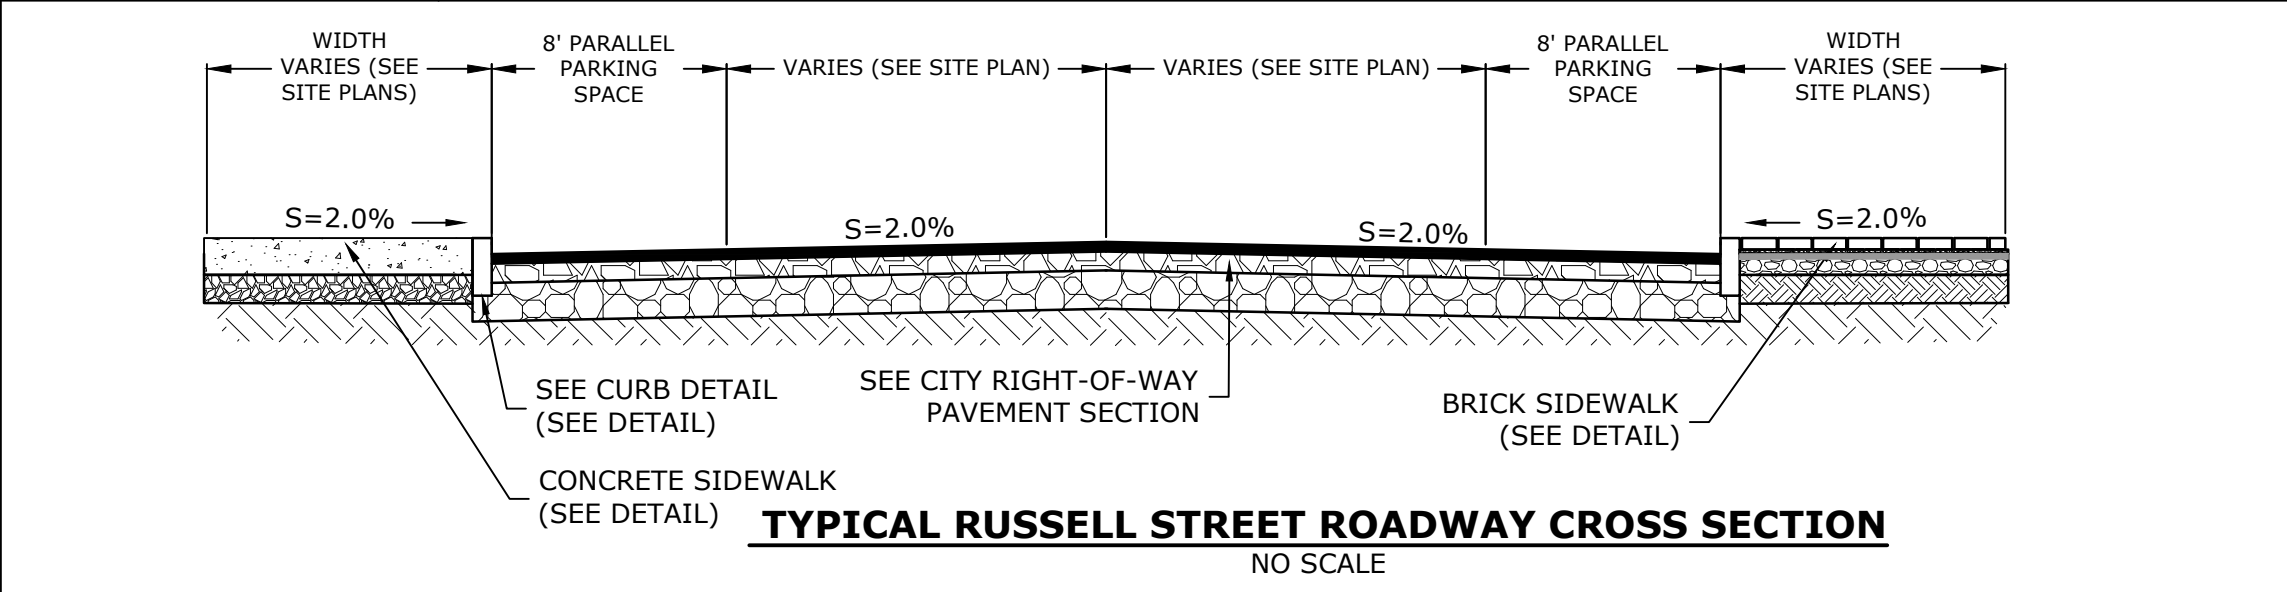 WIDTH
VARIES (SEE
SITE PLANS)
8' PARALLEL
PARKING
SPACE
VARIES (SEE SITE PLAN)
VARIES (SEE SITE PLAN)
8' PARALLEL
PARKING
SPACE
WIDTH
VARIES (SEE
SITE PLANS)
S=2.0%
S=2.0%
S=2.0%
S=2.0%
SEE CURB DETAIL
(SEE DETAIL)
SEE CITY RIGHT-OF-WAY
PAVEMENT SECTION
BRICK SIDEWALK
(SEE DETAIL)
CONCRETE SIDEWALK
(SEE DETAIL)
TYPICAL RUSSELL STREET ROADWAY CROSS SECTION
NO SCALE